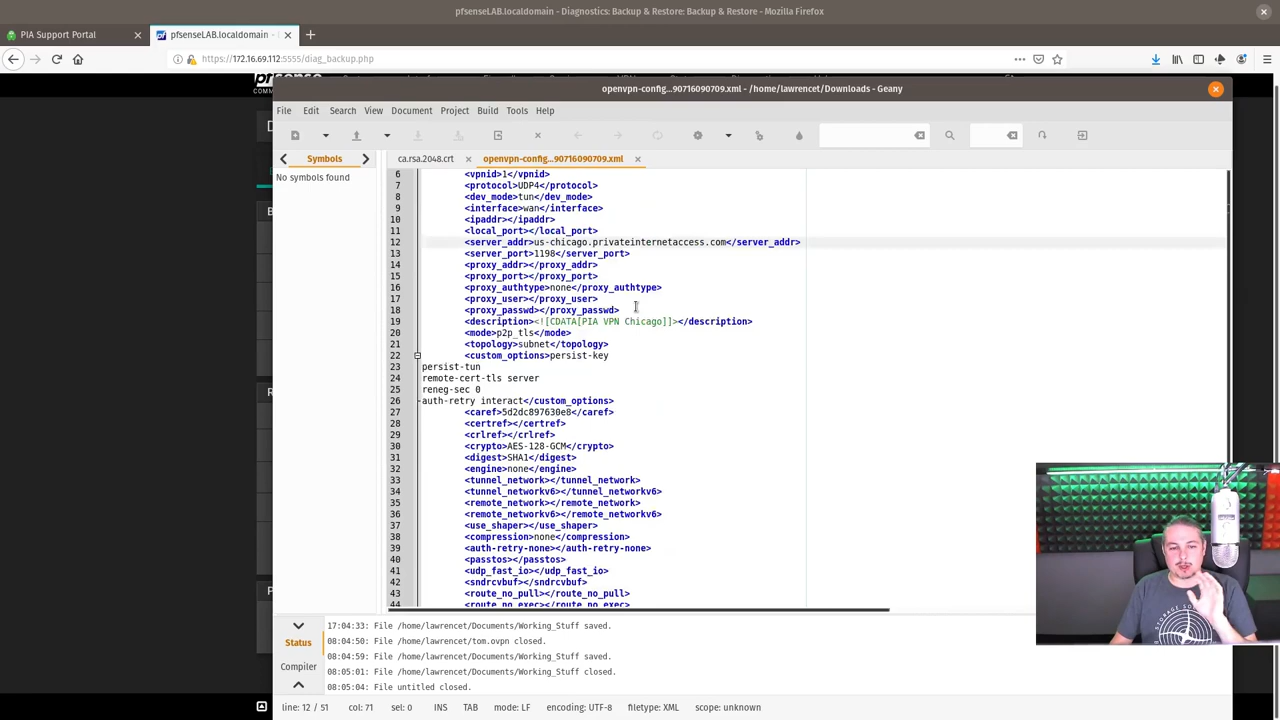 pfsenseLAB.localdomain - Diagnostics: Backup & Restore: Backup & Restore - Mozilla Firefox
PIA Support Portal
pfsenseLAB.localdomain -
https://172.16.69.112:5555/diag_backup.php
openvpn-config...90716090709.xml - /home/lawrencet/Downloads - Geany
File Edit Search View Document Project Build Tools Help
Symbols
ca.rsa.2048.crt
openvpn-config...90716090709.xml
No symbols found
6 <vpnid>1</vpnid>
7 <protocol>UDP4</protocol>
8 <dev_mode>tun</dev_mode>
9 <interface>wan</interface>
10 <ipaddr></ipaddr>
11 <local_port></local_port>
12 <server_addr>us-chicago.privateinternetaccess.com</server_addr>
13 <server_port>1198</server_port>
14 <proxy_addr></proxy_addr>
15 <proxy_port></proxy_port>
16 <proxy_authtype>none</proxy_authtype>
17 <proxy_user></proxy_user>
18 <proxy_passwd></proxy_passwd>
19 <description><![CDATA[PIA VPN Chicago]]></description>
20 <mode>p2p_tls</mode>
21 <topology>subnet</topology>
22 <custom_options>persist-key
23 persist-tun
24 remote-cert-tls server
25 reneg-sec 0
26 auth-retry interact</custom_options>
27 <caref>5d2dc897630e8</caref>
28 <certref></certref>
29 <crlref></crlref>
30 <crypto>AES-128-GCM</crypto>
31 <digest>SHA1</digest>
32 <engine>none</engine>
33 <tunnel_network></tunnel_network>
34 <tunnel_networkv6></tunnel_networkv6>
35 <remote_network></remote_network>
36 <remote_networkv6></remote_networkv6>
37 <use_shaper></use_shaper>
38 <compression>none</compression>
39 <auth-retry-none></auth-retry-none>
40 <passtos></passtos>
41 <udp_fast_io></udp_fast_io>
42 <sndrcvbuf></sndrcvbuf>
43 <route_no_pull></route_no_pull>
44 <route_no_exec></route_no_exec>
Status
Compiler
17:04:33: File /home/lawrencet/Documents/Working_Stuff saved.
08:04:50: File /home/lawrencet/tom.ovpn closed.
08:04:59: File /home/lawrencet/Documents/Working_Stuff saved.
08:05:01: File /home/lawrencet/Documents/Working_Stuff closed.
08:05:04: File untitled closed.
line: 12 / 51 col: 71 sel: 0 INS TAB mode: LF encoding: UTF-8 filetype: XML scope: unknown